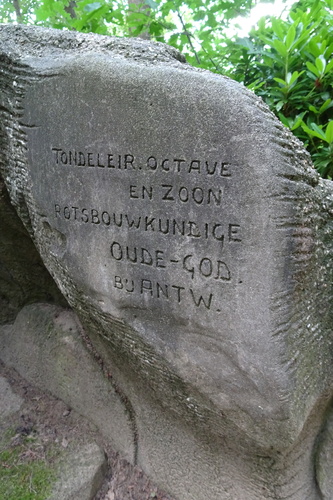 TONDELEIR. OCTAVE
EN ZOON
ROTSBOUWKUNDIGE
OUDE-GOD.
BIJ ANTW.